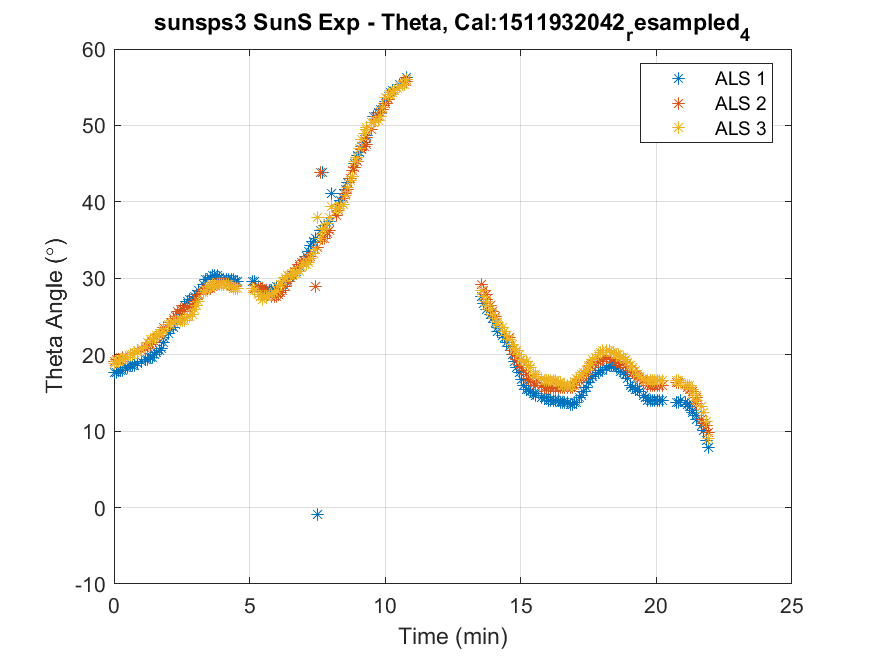 sunsps3 SunS Exp - Theta, Cal:1511932042resampled4
60
50
40
30
20
10
0
-10
Theta Angle (°)
0 5 10 15 20 25
Time (min)
ALS 1
ALS 2
ALS 3